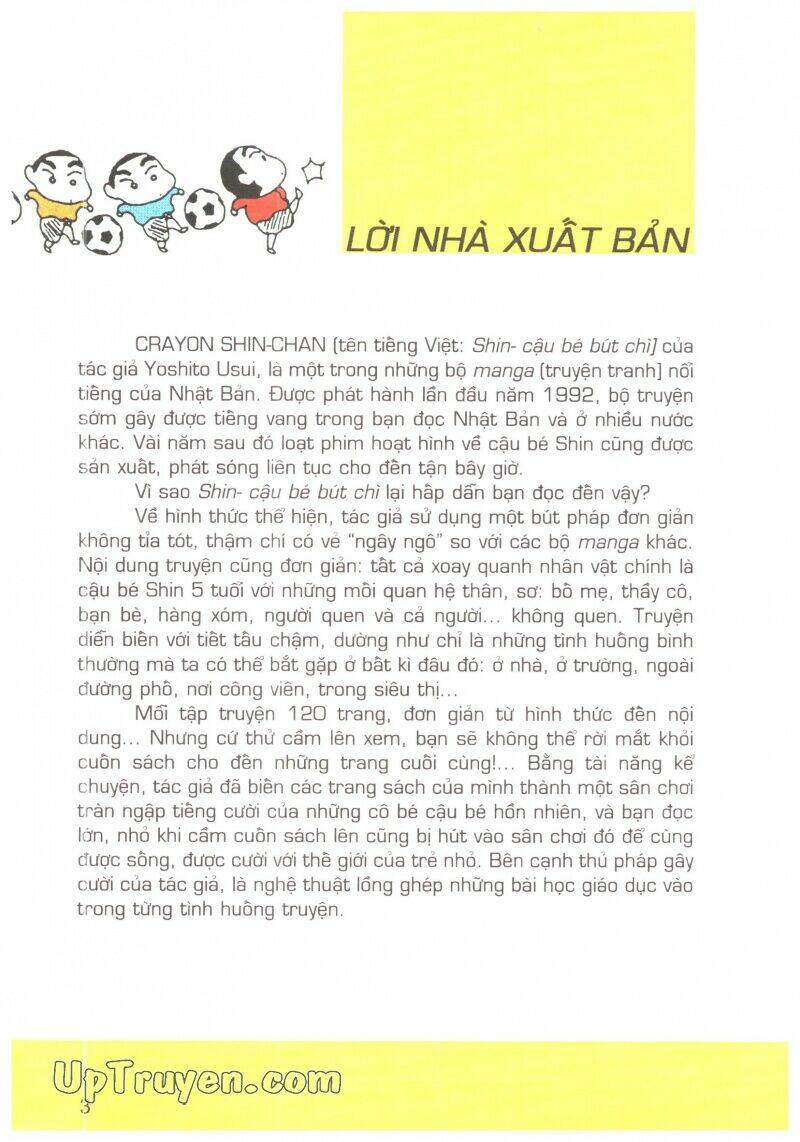 LỜI NHÀ XUẤT BẢN
CRAYON SHIN-CHAN (tên tiếng Việt: Shin- cậu bé bút chì) của
tác giả Yoshito Usui, là một trong những bộ manga (truyện tranh) nổi
tiếng của Nhật Bản. Được phát hành lần đầu năm 1992, bộ truyện
sớm gây được tiếng vang trong bạn đọc Nhật Bản và ở nhiều nước
khác. Vài năm sau đó loạt phim hoạt hình về cậu bé Shin cũng được
sản xuất, phát sóng liên tục cho đến tận bây giờ.
Vì sao Shin- cậu bé bút chì lại hấp dẫn bạn đọc đến vậy?
Về hình thức thể hiện, tác giả sử dụng một bút pháp đơn giản
không tỉa tót, thậm chí có vẻ “ngây ngô” so với các bộ manga khác.
Nội dung truyện cũng đơn giản: tất cả xoay quanh nhân vật chính là
cậu bé Shin 5 tuổi với những mối quan hệ thân, sơ: bố mẹ, thầy cô,
bạn bè, hàng xóm, người quen và cả người... không quen. Truyện
diễn biến với tiết tấu chậm, dường như chỉ là những tình huống bình
thường mà ta có thể bắt gặp ở bất kì đâu đó: ở nhà, ở trường, ngoài
đường phố, nơi công viên, trong siêu thị...
Mỗi tập truyện 120 trang, đơn giản từ hình thức đến nội
dung... Nhưng cứ thử cầm lên xem, bạn sẽ không thể rời mắt khỏi
cuốn sách cho đến những trang cuối cùng!... Bằng tài năng kể
chuyện, tác giả đã biến các trang sách của mình thành một sân chơi
tràn ngập tiếng cười của những cô bé cậu bé hồn nhiên, và bạn đọc
lớn, nhỏ khi cầm cuốn sách lên cũng bị hút vào sân chơi đó để cùng
được sống, được cười với thế giới của trẻ nhỏ. Bên cạnh thủ pháp gây
cười của tác giả, là nghệ thuật lồng ghép những bài học giáo dục vào
trong từng tình huống truyện.
UpTruyen.com
3